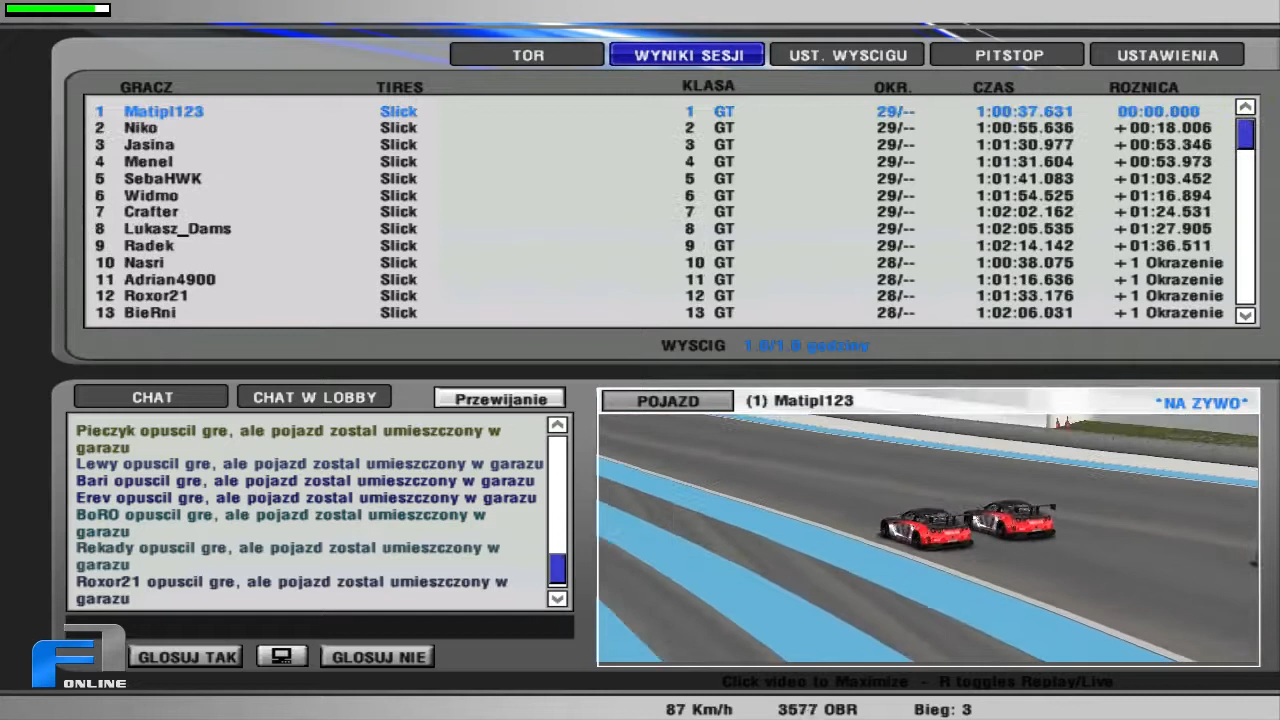 TOR WYNIKI SESJI UST. WYSCIGU PITSTOP USTAWIENIA
GRACZ TIRES KLASA OKR. CZAS ROZNICA
1 Matipl123 Slick 1 GT 29/-- 1:00:37.631 00:00.000
2 Niko Slick 2 GT 29/-- 1:00:55.636 +00:18.006
3 Jasina Slick 3 GT 29/-- 1:01:30.977 +00:53.346
4 Menel Slick 4 GT 29/-- 1:01:31.604 +00:53.973
5 SebaHWK Slick 5 GT 29/-- 1:01:41.083 +01:03.452
6 Widmo Slick 6 GT 29/-- 1:01:54.525 +01:16.894
7 Crafter Slick 7 GT 29/-- 1:02:02.162 +01:24.531
8 Lukasz_Dams Slick 8 GT 29/-- 1:02:05.535 +01:27.905
9 Radek Slick 9 GT 29/-- 1:02:14.142 +01:36.511
10 Nasri Slick 10 GT 28/-- 1:00:38.075 +1 Okrazenie
11 Adrian4900 Slick 11 GT 28/-- 1:01:16.636 +1 Okrazenie
12 Roxor21 Slick 12 GT 28/-- 1:01:33.176 +1 Okrazenie
13 BieRni Slick 13 GT 28/-- 1:02:06.031 +1 Okrazenie
WYSCIG 1.0/1.0 godzinw
CHAT CHAT W LOBBY Przewijanie
Pieczyk opuscil gre, ale pojazd zostal umieszczony w
garazu
Lewy opuscil gre, ale pojazd zostal umieszczony w garazu
Bari opuscil gre, ale pojazd zostal umieszczony w garazu
Erev opuscil gre, ale pojazd zostal umieszczony w garazu
BoRO opuscil gre, ale pojazd zostal umieszczony w
garazu
Rekady opuscil gre, ale pojazd zostal umieszczony w
garazu
Roxor21 opuscil gre, ale pojazd zostal umieszczony w
garazu
POJAZD (1) Matipl123 *NA ZYWO*
GLOSUJ TAK GLOSUJ NIE
F1 ONLINE
Click video to Maximize - R toggles Replay/Live
87 Km/h 3577 OBR Bieg: 3